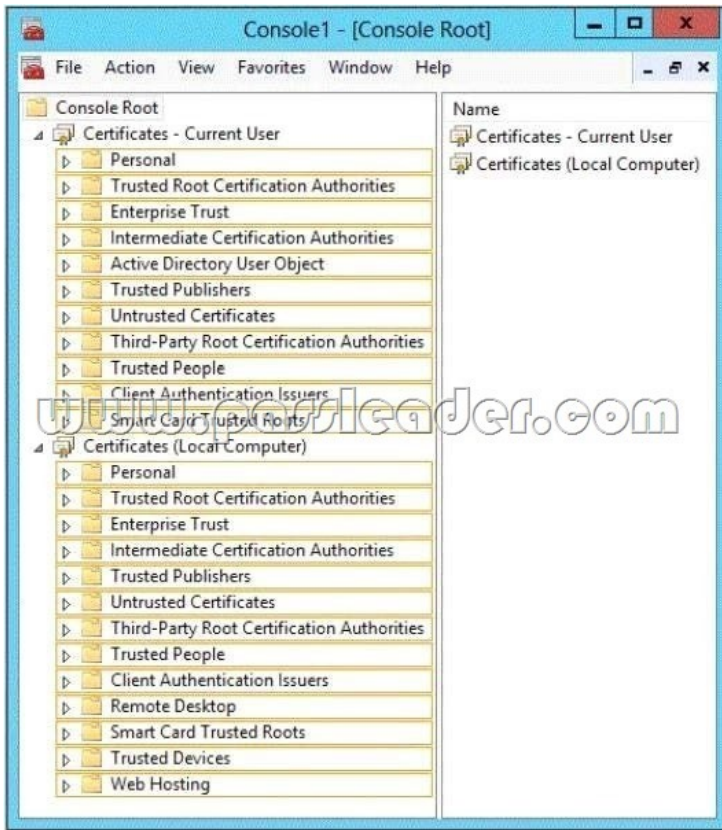 Console1 - [Console Root]
File Action View Favorites Window Help
Console Root
Certificates - Current User
Personal
Trusted Root Certification Authorities
Enterprise Trust
Intermediate Certification Authorities
Active Directory User Object
Trusted Publishers
Untrusted Certificates
Third-Party Root Certification Authorities
Trusted People
Client Authentication Issuers
Smart Card Trusted Roots
Certificates (Local Computer)
Personal
Trusted Root Certification Authorities
Enterprise Trust
Intermediate Certification Authorities
Trusted Publishers
Untrusted Certificates
Third-Party Root Certification Authorities
Trusted People
Client Authentication Issuers
Remote Desktop
Smart Card Trusted Roots
Trusted Devices
Web Hosting
Name
Certificates - Current User
Certificates (Local Computer)
www.passleader.com